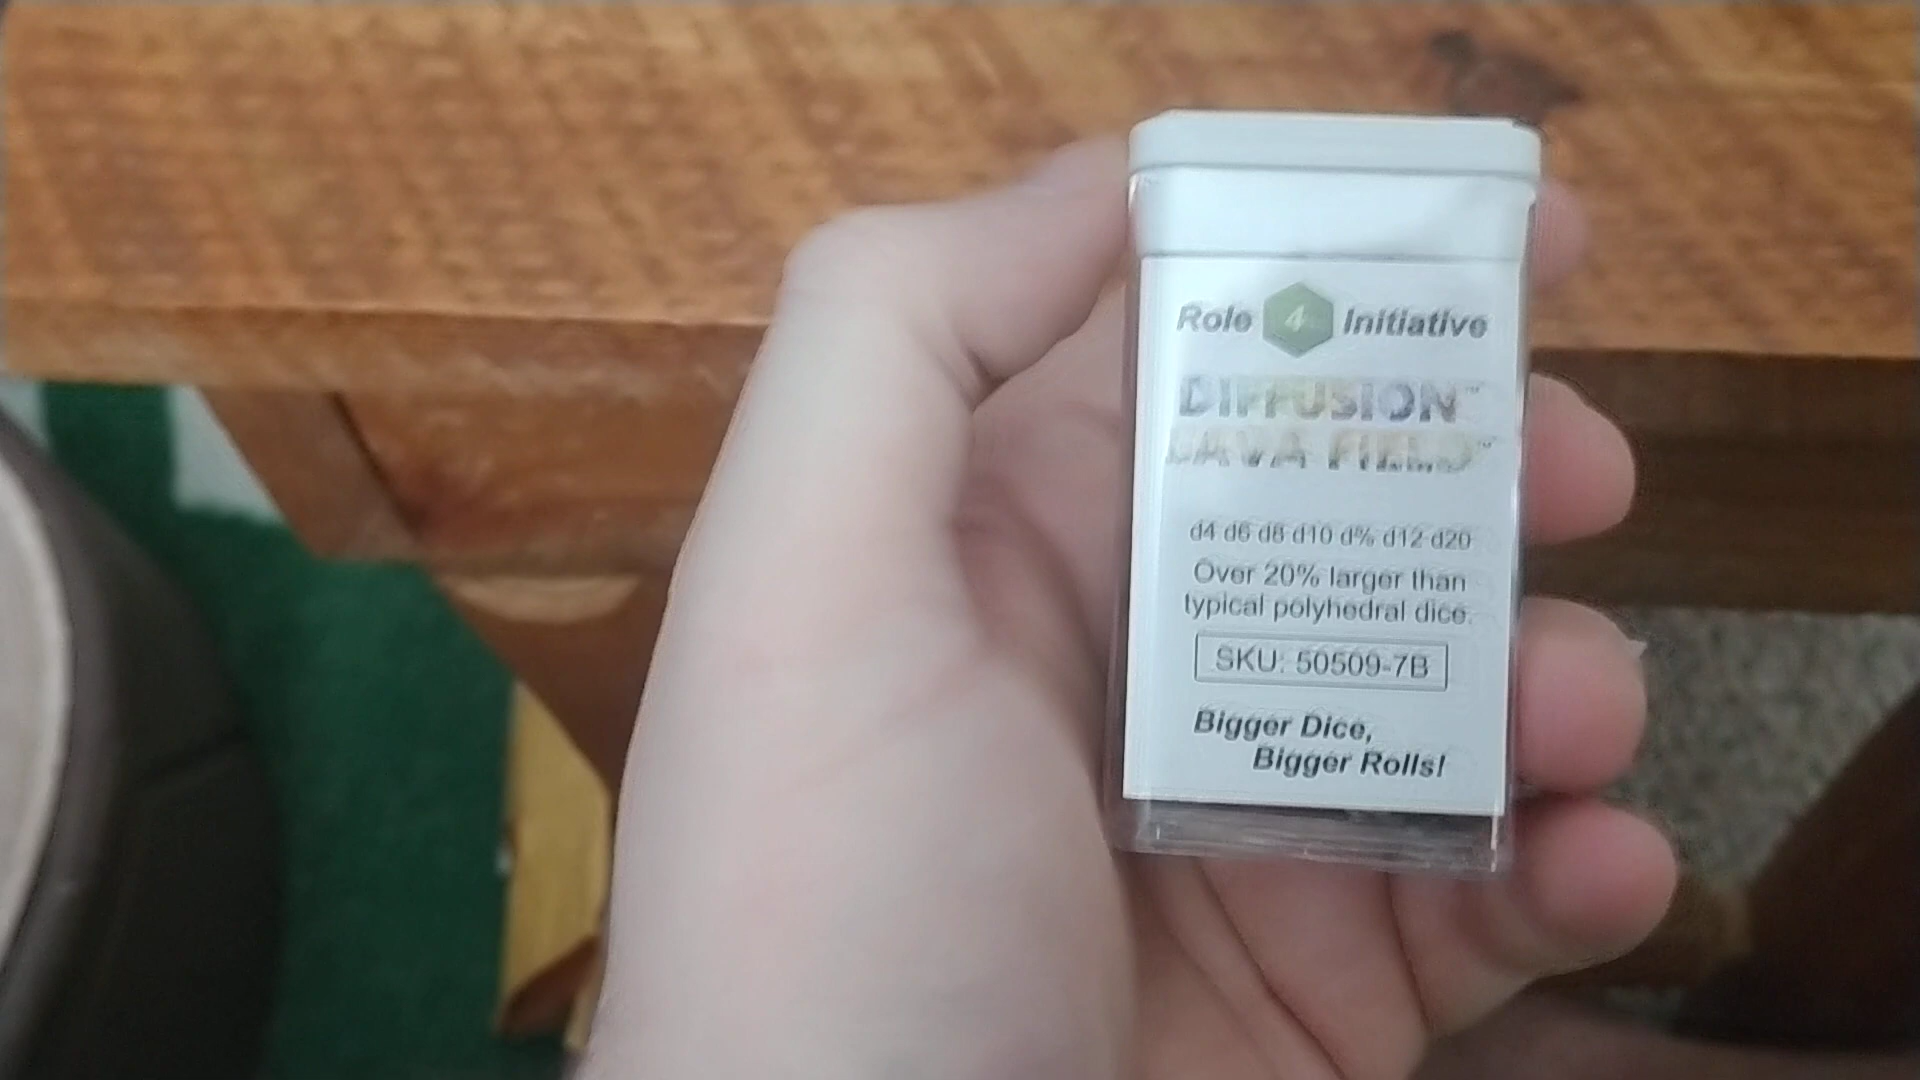 Role 4 Initiative
DIFFUSION™
LAVA FIELD™
d4 d6 d8 d10 d% d12 d20
Over 20% larger than
typical polyhedral dice.
SKU: 50509-7B
Bigger Dice,
Bigger Rolls!